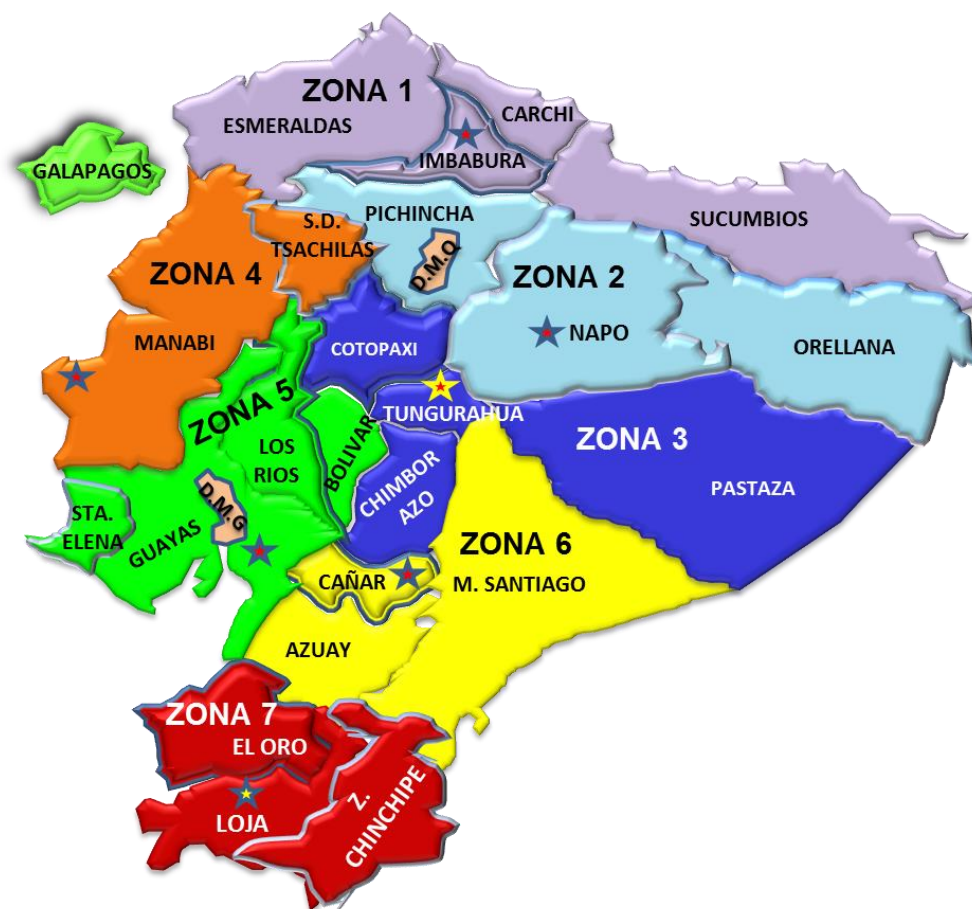 ZONA 1
CARCHI
ESMERALDAS
IMBABURA
GALAPAGOS
SUCUMBIOS
PICHINCHA
S.D.
TSACHILAS
D.M.Q
ZONA 4
ZONA 2
NAPO
MANABI
COTOPAXI
ORELLANA
ZONA 5
TUNGURAHUA
ZONA 3
LOS
RIOS
BOLIVAR
CHIMBOR
AZO
PASTAZA
D.M.G
STA.
ELENA
GUAYAS
ZONA 6
CAÑAR
M. SANTIAGO
AZUAY
ZONA 7
EL ORO
LOJA
Z.
CHINCHIPE